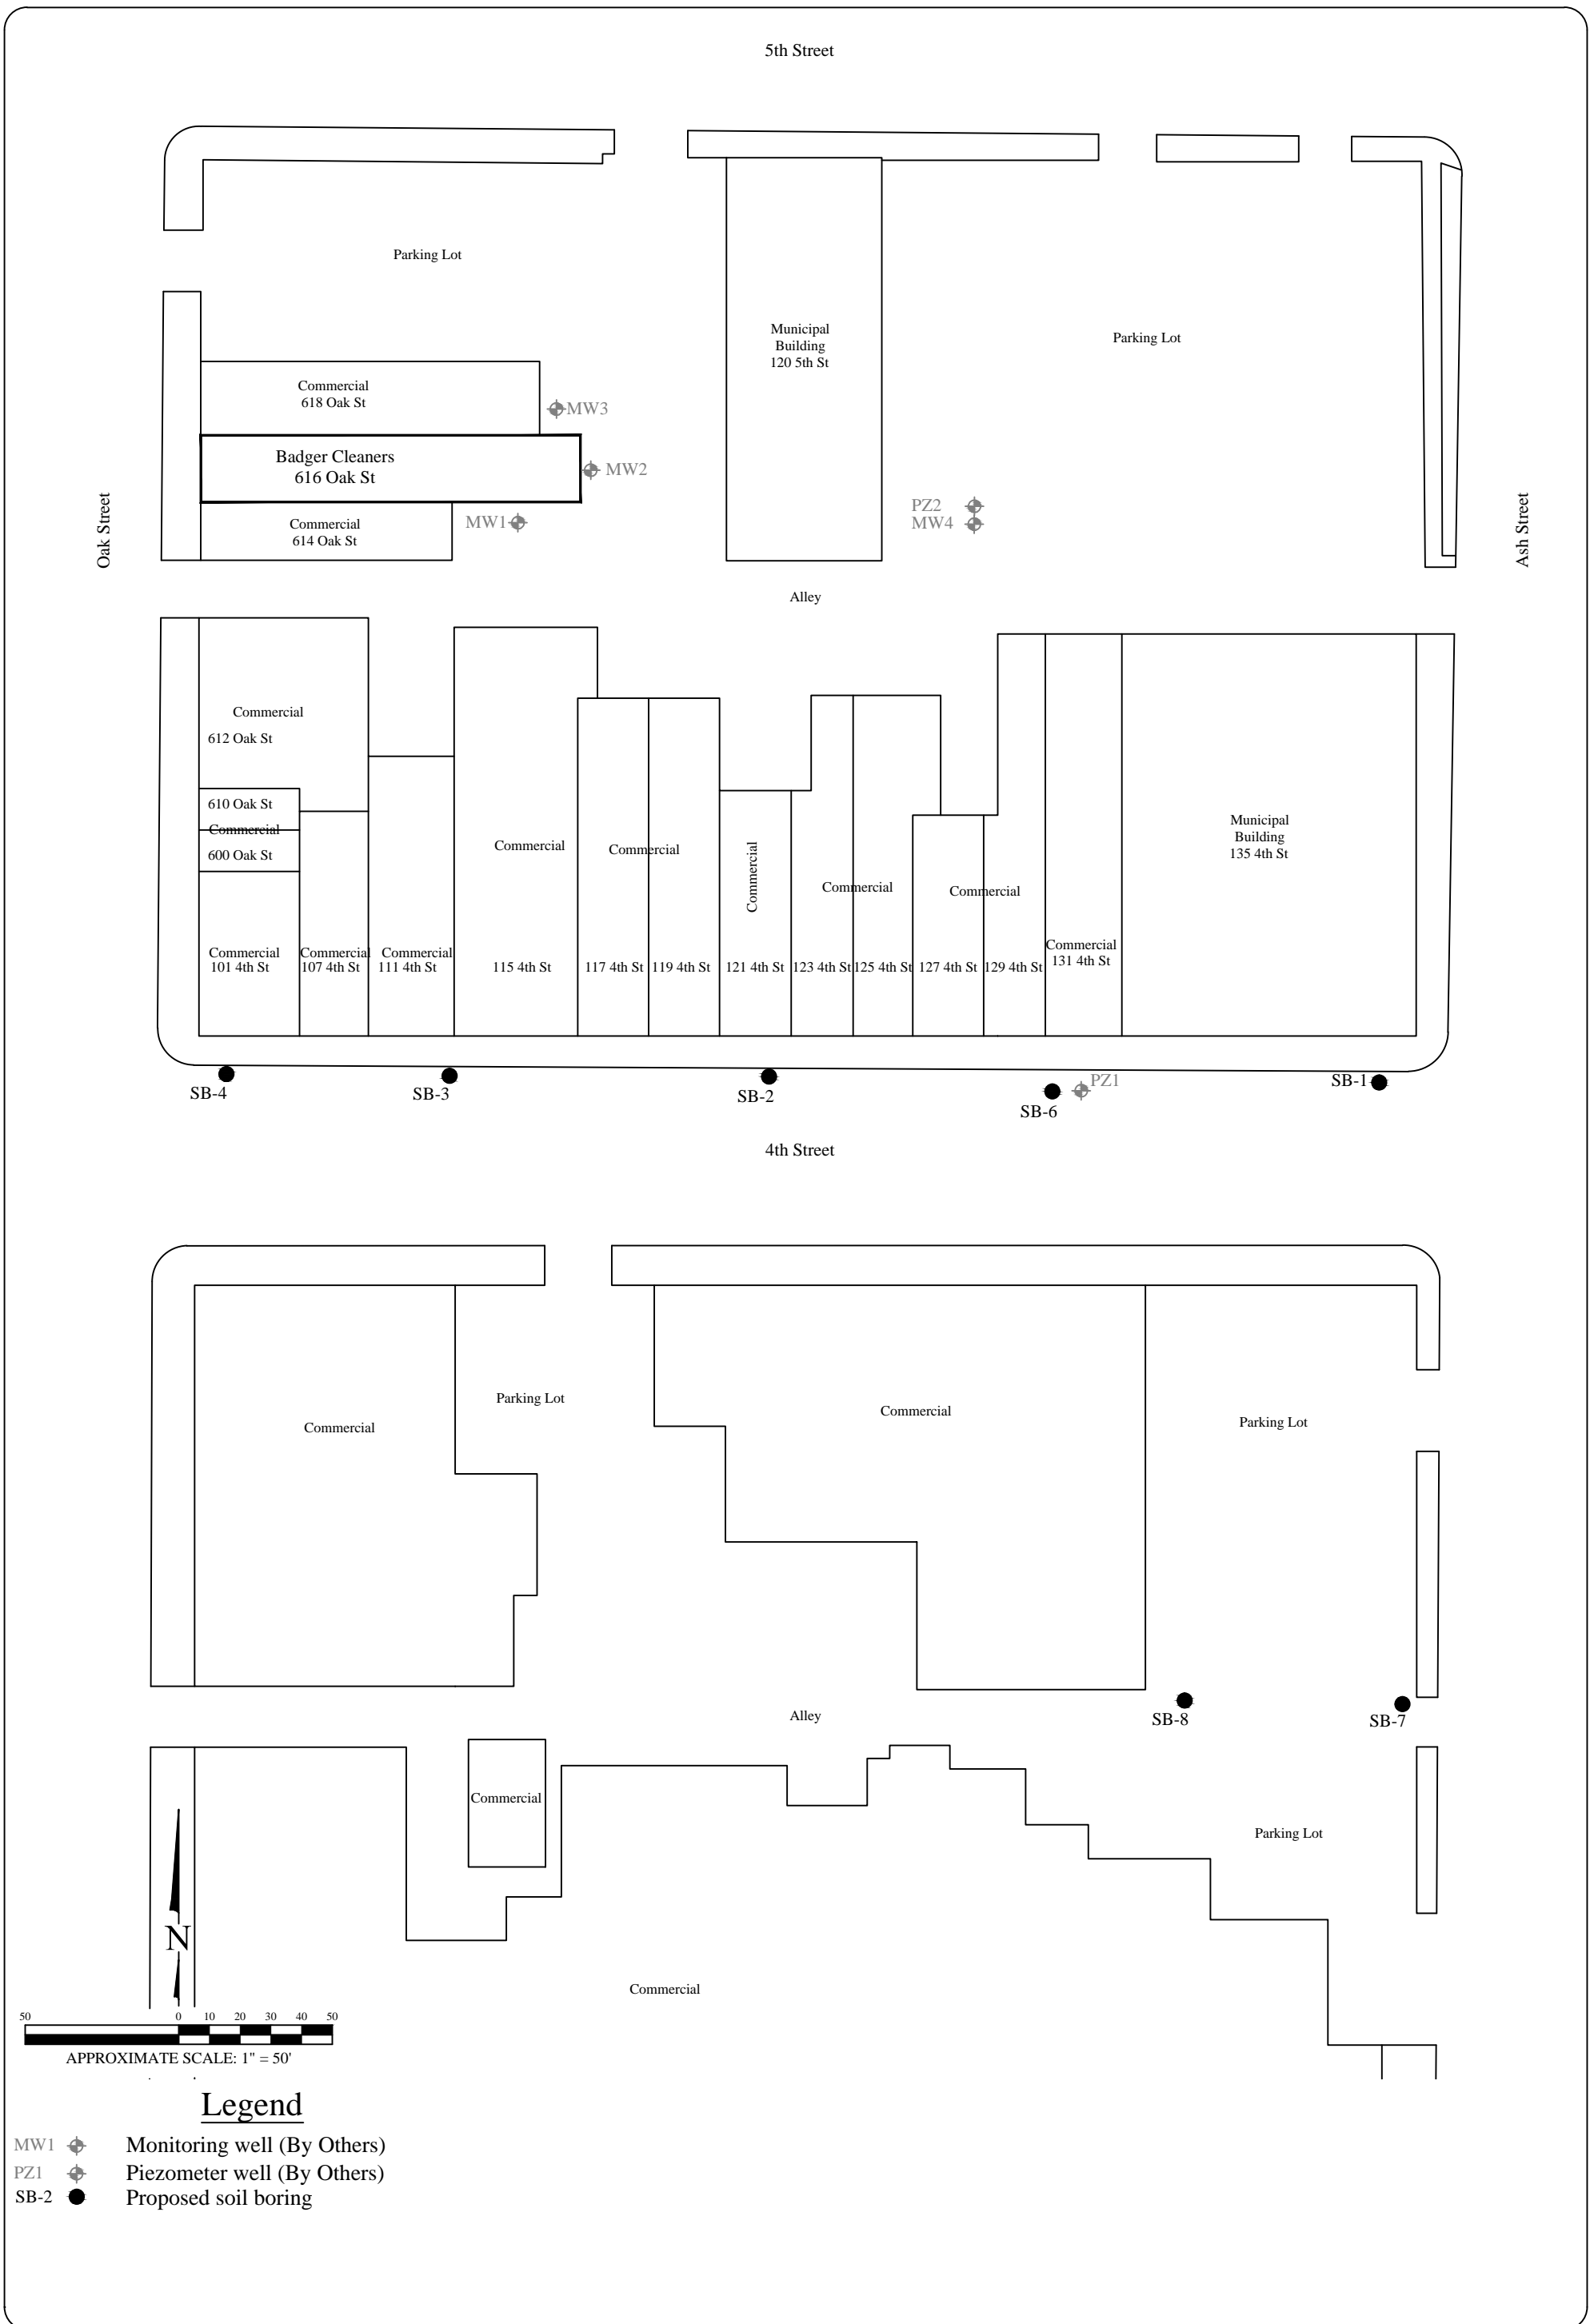 5th Street
Parking Lot
Municipal
Building
120 5th St
Parking Lot
Commercial
618 Oak St
MW3
Badger Cleaners
616 Oak St
MW2
Commercial
614 Oak St
MW1
PZ2
MW4
Oak Street
Ash Street
Alley
Commercial
612 Oak St
610 Oak St
Commercial
600 Oak St
Commercial
101 4th St
Commercial
107 4th St
Commercial
111 4th St
Commercial
115 4th St
Commercial
117 4th St
119 4th St
Commercial
121 4th St
Commercial
123 4th St
125 4th St
Commercial
127 4th St
129 4th St
Commercial
131 4th St
Municipal
Building
135 4th St
SB-4
SB-3
SB-2
SB-6
PZ1
SB-1
4th Street
Commercial
Parking Lot
Commercial
Parking Lot
Alley
SB-8
SB-7
Commercial
Parking Lot
Commercial
N
50 0 10 20 30 40 50
APPROXIMATE SCALE: 1" = 50'
Legend
MW1 Monitoring well (By Others)
PZ1 Piezometer well (By Others)
SB-2 Proposed soil boring